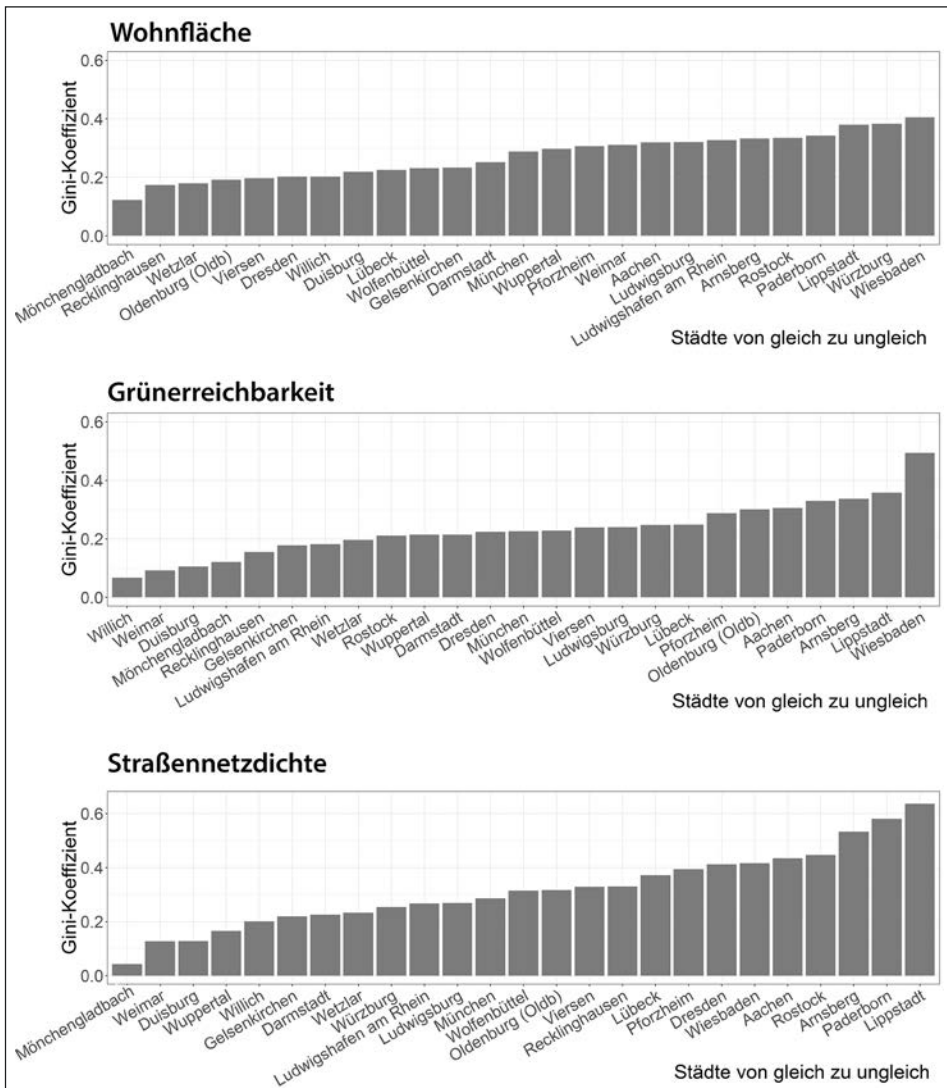 Wohnfläche
Gini-Koeffizient
0.6
0.4
0.2
0.0
Mönchengladbach
Recklinghausen
Wetzlar
Oldenburg (Oldb)
Viersen
Dresden
Willich
Duisburg
Lübeck
Wolfenbüttel
Gelsenkirchen
Darmstadt
München
Wuppertal
Pforzheim
Weimar
Aachen
Ludwigsburg
Ludwigshafen am Rhein
Arnsberg
Rostock
Paderborn
Lippstadt
Würzburg
Wiesbaden
Städte von gleich zu ungleich
Grünerreichbarkeit
Gini-Koeffizient
0.6
0.4
0.2
0.0
Willich
Weimar
Duisburg
Mönchengladbach
Recklinghausen
Gelsenkirchen
Ludwigshafen am Rhein
Wetzlar
Rostock
Wuppertal
Darmstadt
Dresden
München
Wolfenbüttel
Viersen
Ludwigsburg
Würzburg
Lübeck
Pforzheim
Oldenburg (Oldb)
Aachen
Paderborn
Arnsberg
Lippstadt
Wiesbaden
Städte von gleich zu ungleich
Straßennetzdichte
Gini-Koeffizient
0.6
0.4
0.2
0.0
Mönchengladbach
Weimar
Duisburg
Wuppertal
Willich
Gelsenkirchen
Darmstadt
Wetzlar
Würzburg
Ludwigshafen am Rhein
Ludwigsburg
München
Wolfenbüttel
Oldenburg (Oldb)
Viersen
Recklinghausen
Lübeck
Pforzheim
Dresden
Wiesbaden
Aachen
Rostock
Arnsberg
Paderborn
Lippstadt
Städte von gleich zu ungleich